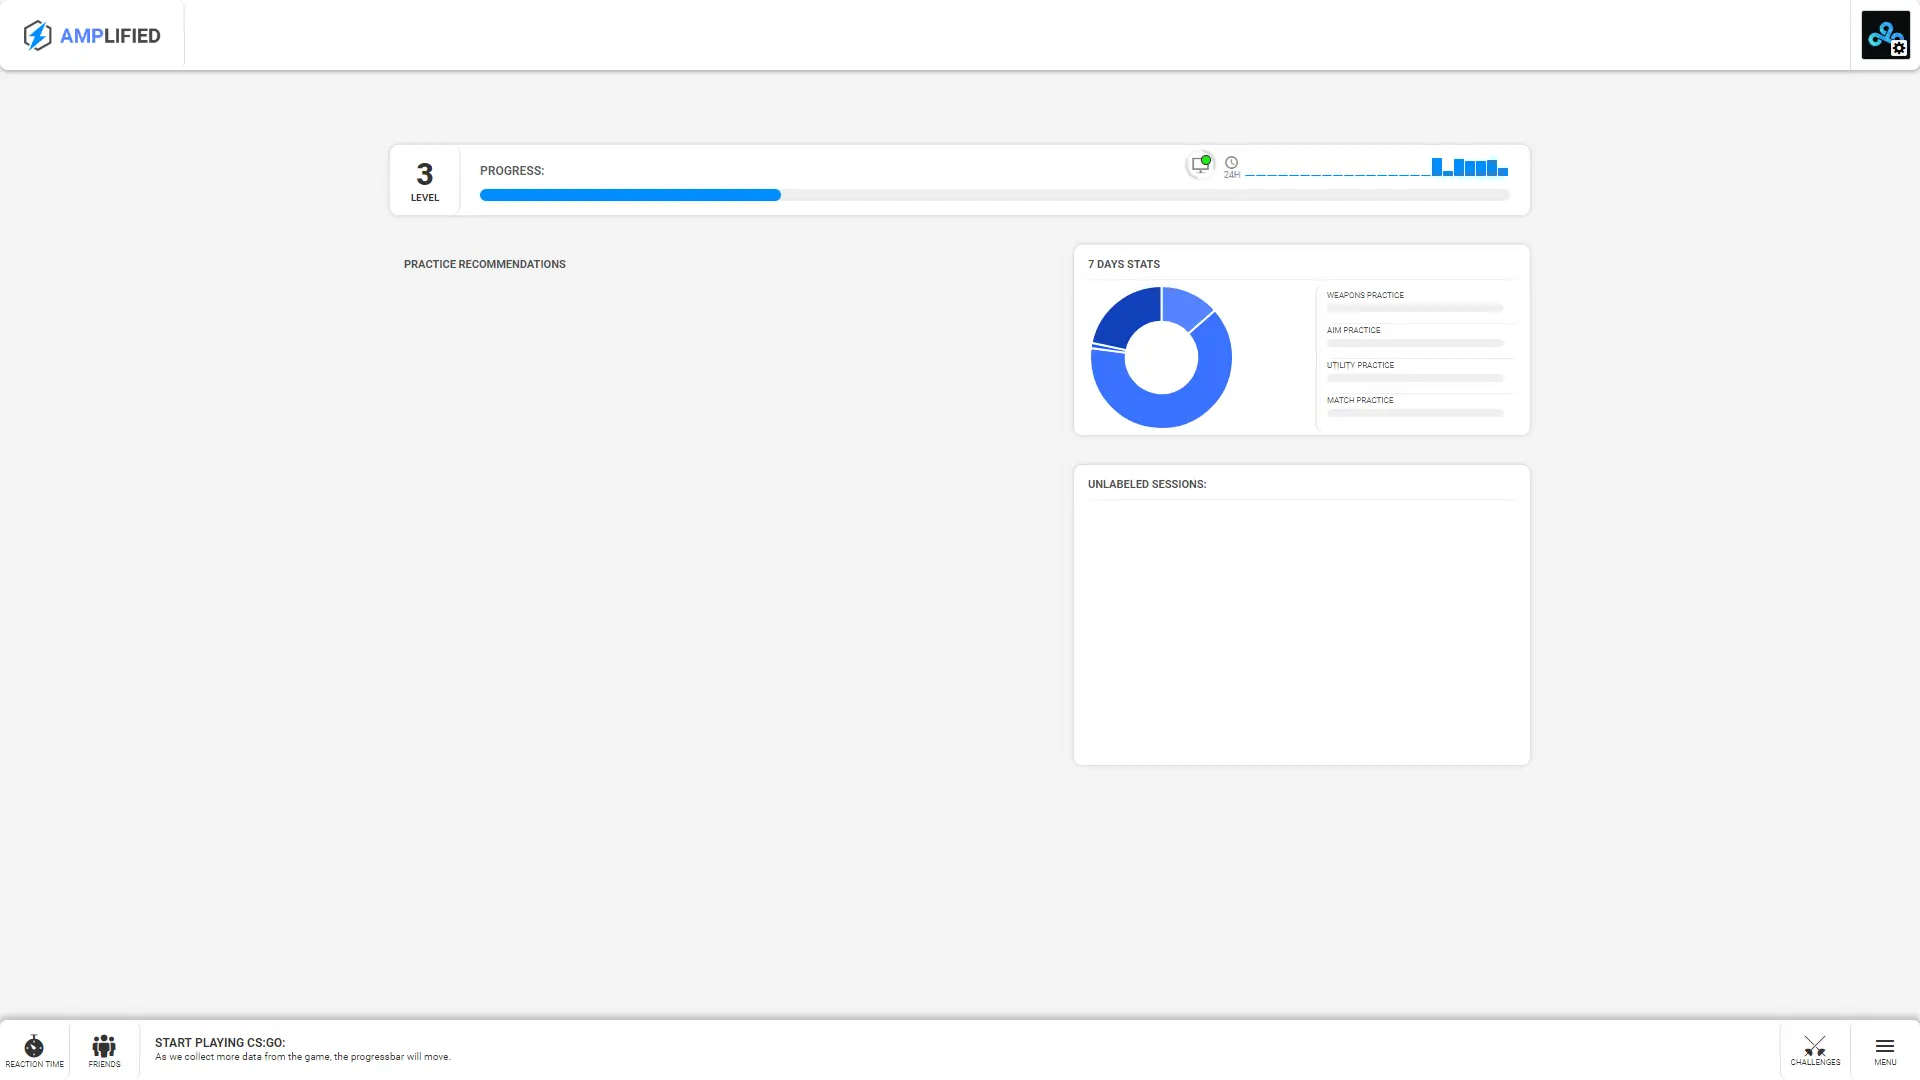 AMPLIFIED
3
LEVEL
PROGRESS:
24H
PRACTICE RECOMMENDATIONS
7 DAYS STATS
WEAPONS PRACTICE
AIM PRACTICE
UTILITY PRACTICE
MATCH PRACTICE
UNLABELED SESSIONS:
REACTION TIME
FRIENDS
START PLAYING CS:GO:
As we collect more data from the game, the progressbar will move.
CHALLENGES
MENU